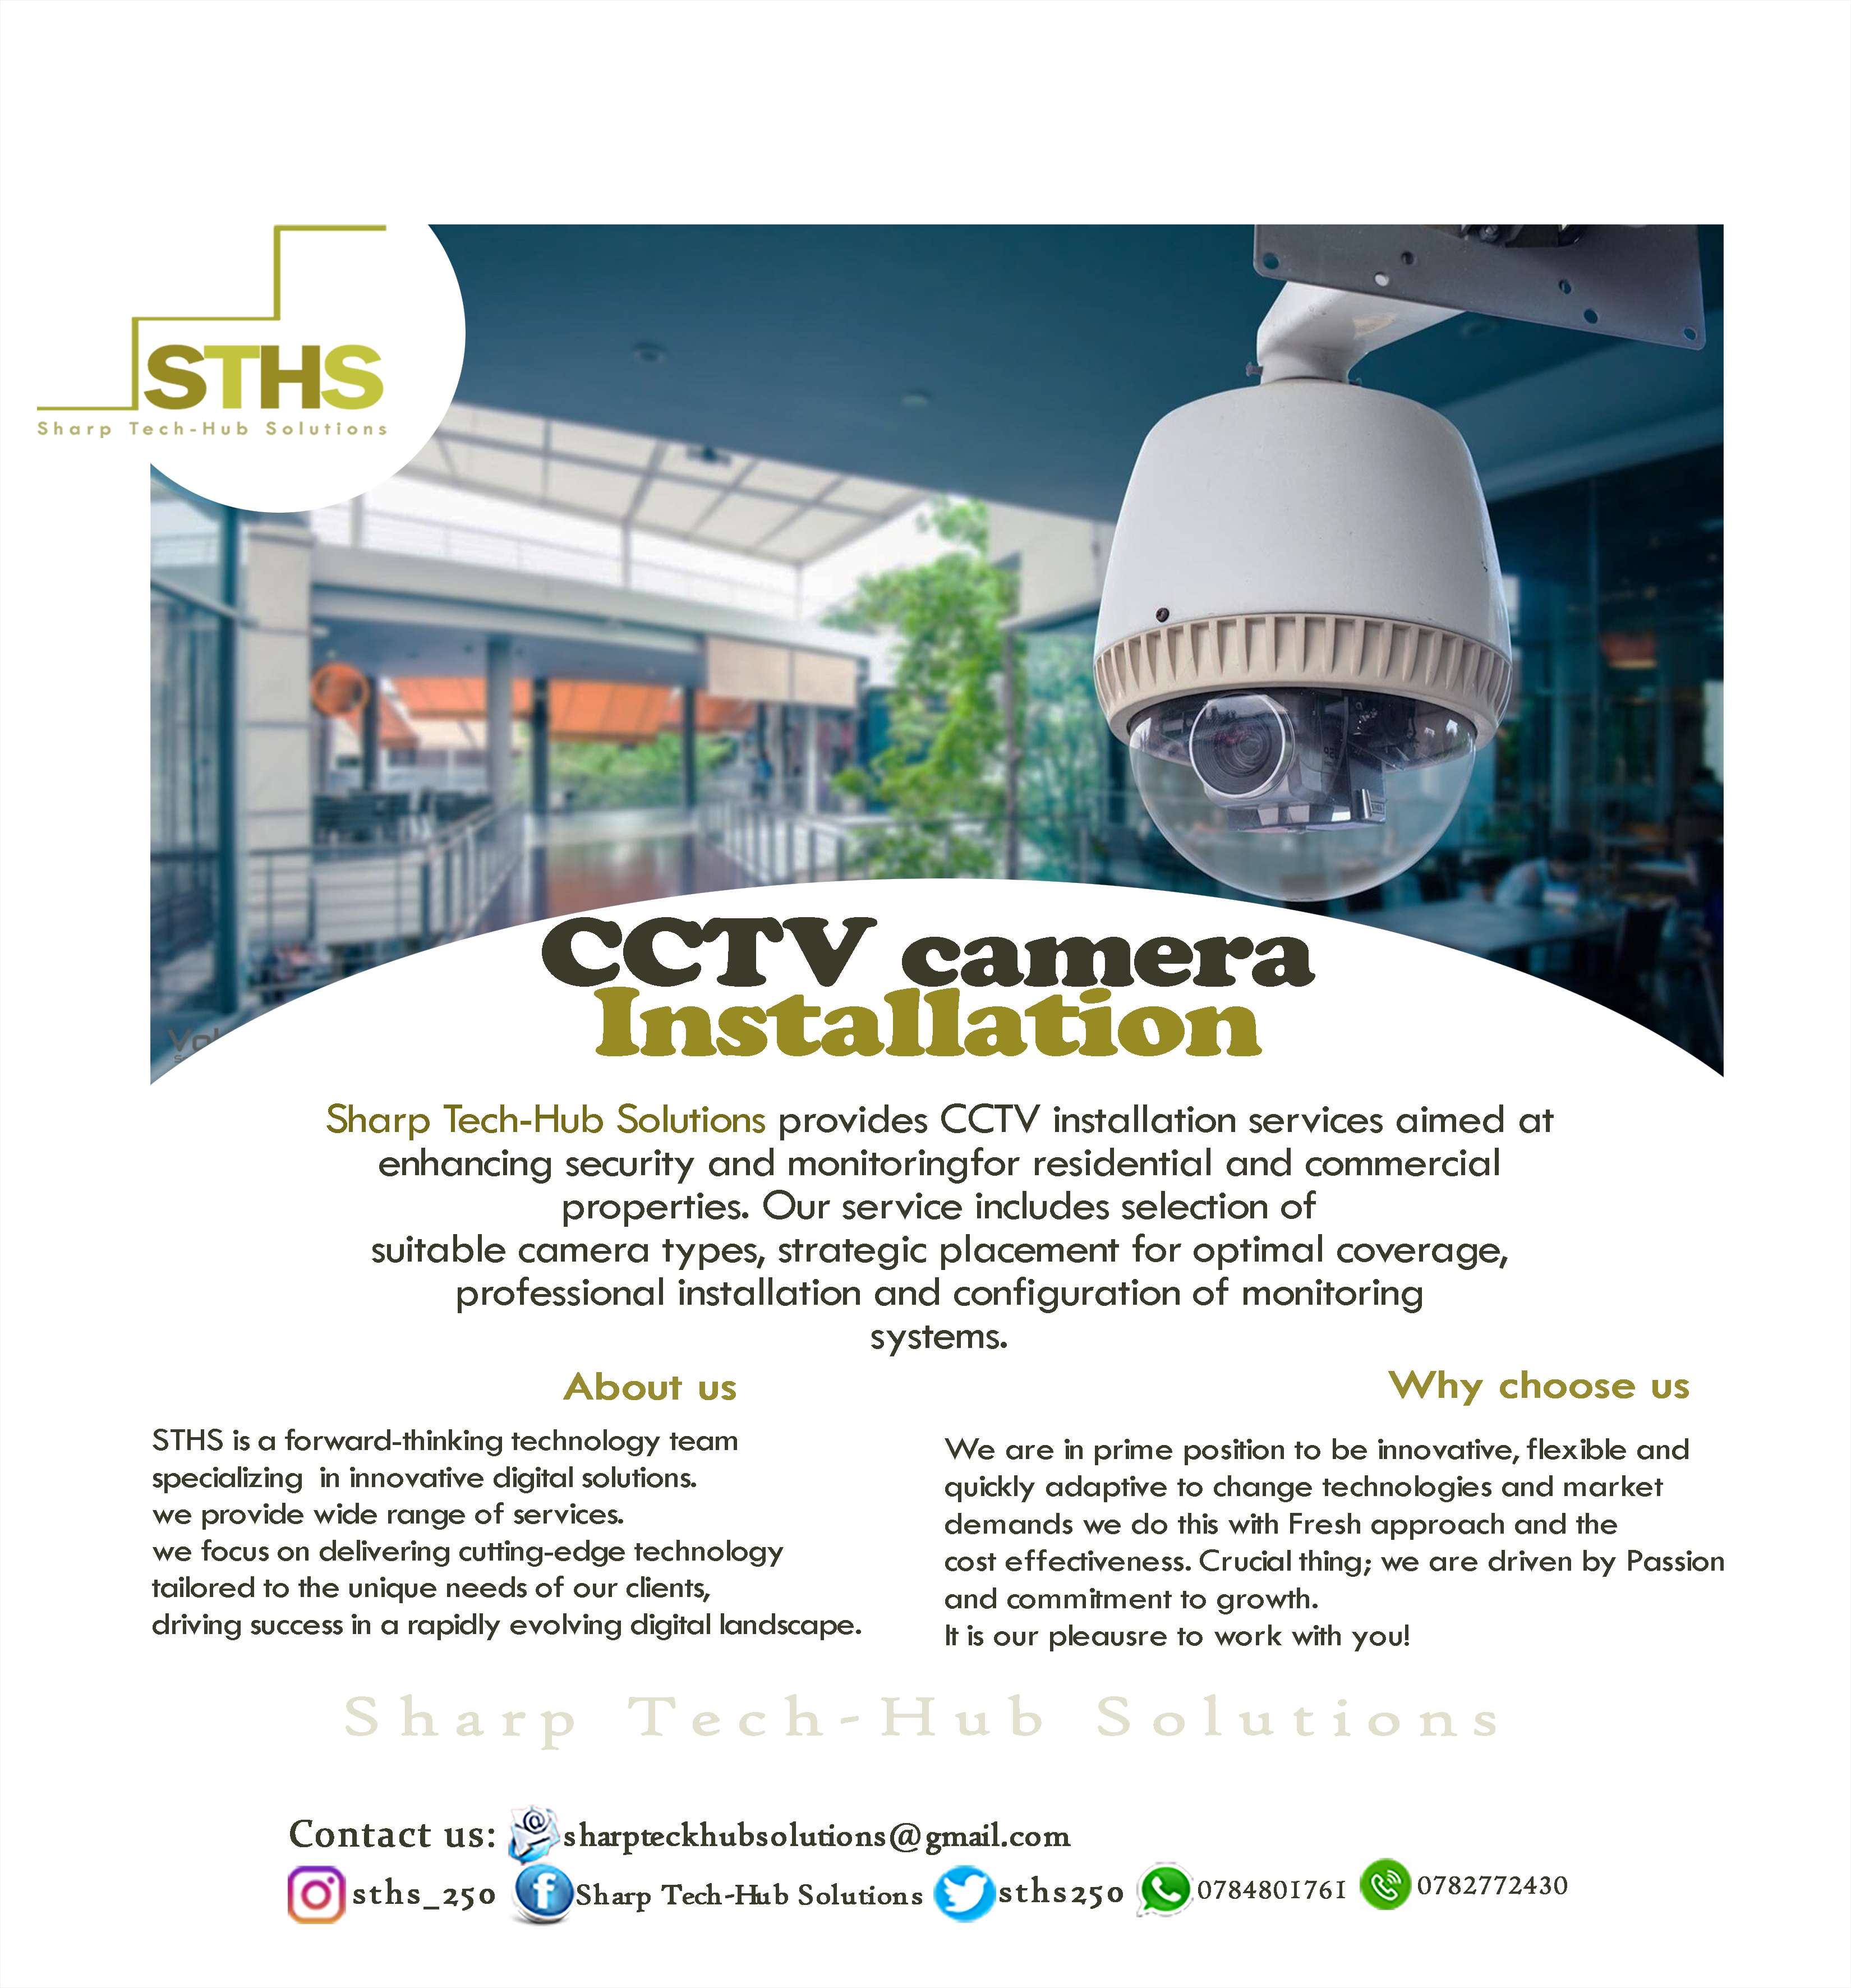 STHS
Sharp Tech-Hub Solutions
CCTV camera
Installation
Sharp Tech-Hub Solutions provides CCTV installation services aimed at
enhancing security and monitoringfor residential and commercial
properties. Our service includes selection of
suitable camera types, strategic placement for optimal coverage,
professional installation and configuration of monitoring
systems.
About us
STHS is a forward-thinking technology team
specializing in innovative digital solutions.
we provide wide range of services.
we focus on delivering cutting-edge technology
tailored to the unique needs of our clients,
driving success in a rapidly evolving digital landscape.
Why choose us
We are in prime position to be innovative, flexible and
quickly adaptive to change technologies and market
demands we do this with Fresh approach and the
cost effectiveness. Crucial thing; we are driven by Passion
and commitment to growth.
It is our pleausre to work with you!
Sharp Tech-Hub Solutions
Contact us: sharpteckhubsolutions@gmail.com
sths_250 Sharp Tech-Hub Solutions sths250 0784801761 0782772430